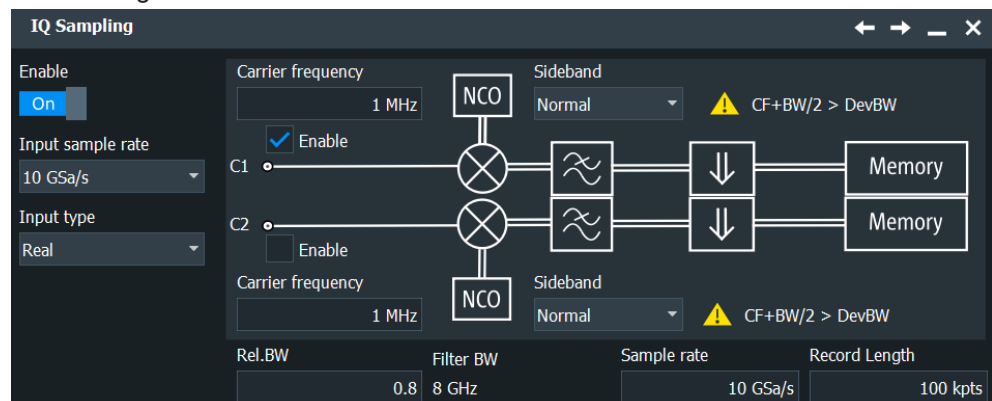 IQ Sampling
Enable
On
Input sample rate
10 GSa/s
Input type
Real
Carrier frequency
1 MHz
Enable
NCO
Sideband
Normal
CF+BW/2 > DevBW
C1
Memory
C2
Memory
Enable
Carrier frequency
1 MHz
NCO
Sideband
Normal
CF+BW/2 > DevBW
Rel.BW
0.8
Filter BW
8 GHz
Sample rate
10 GSa/s
Record Length
100 kpts